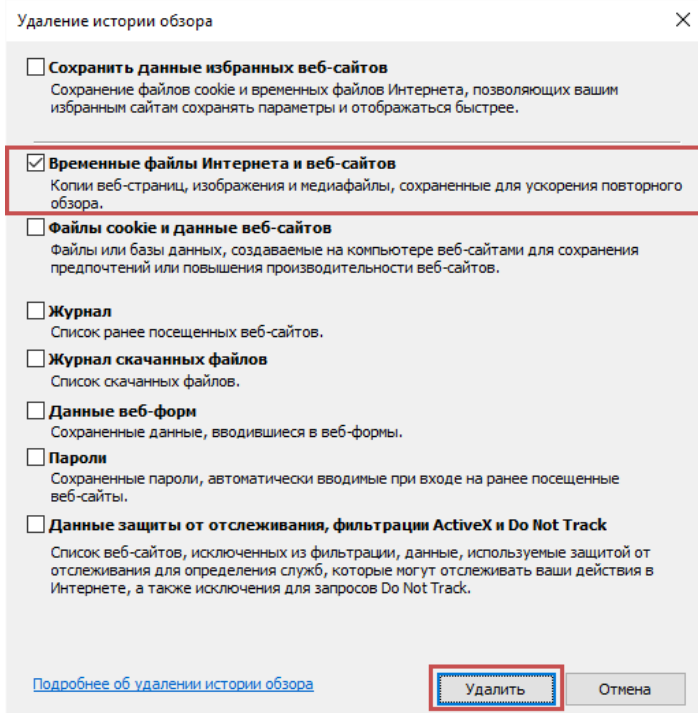 Удаление истории обзора
Сохранить данные избранных веб-сайтов
Сохранение файлов cookie и временных файлов Интернета, позволяющих вашим
избранным сайтам сохранять параметры и отображаться быстрее.
Временные файлы Интернета и веб-сайтов
Копии веб-страниц, изображения и медиафайлы, сохраненные для ускорения повторного
обзора.
Файлы cookie и данные веб-сайтов
Файлы или базы данных, создаваемые на компьютере веб-сайтами для сохранения
предпочтений или повышения производительности веб-сайтов.
Журнал
Список ранее посещенных веб-сайтов.
Журнал скачанных файлов
Список скачанных файлов.
Данные веб-форм
Сохраненные данные, вводившиеся в веб-формы.
Пароли
Сохраненные пароли, автоматически вводимые при входе на ранее посещенные
веб-сайты.
Данные защиты от отслеживания, фильтрации ActiveX и Do Not Track
Список веб-сайтов, исключенных из фильтрации, данные, используемые защитой от
отслеживания для определения служб, которые могут отслеживать ваши действия в
Интернете, а также исключения для запросов Do Not Track.
Подробнее об удалении истории обзора
Удалить
Отмена